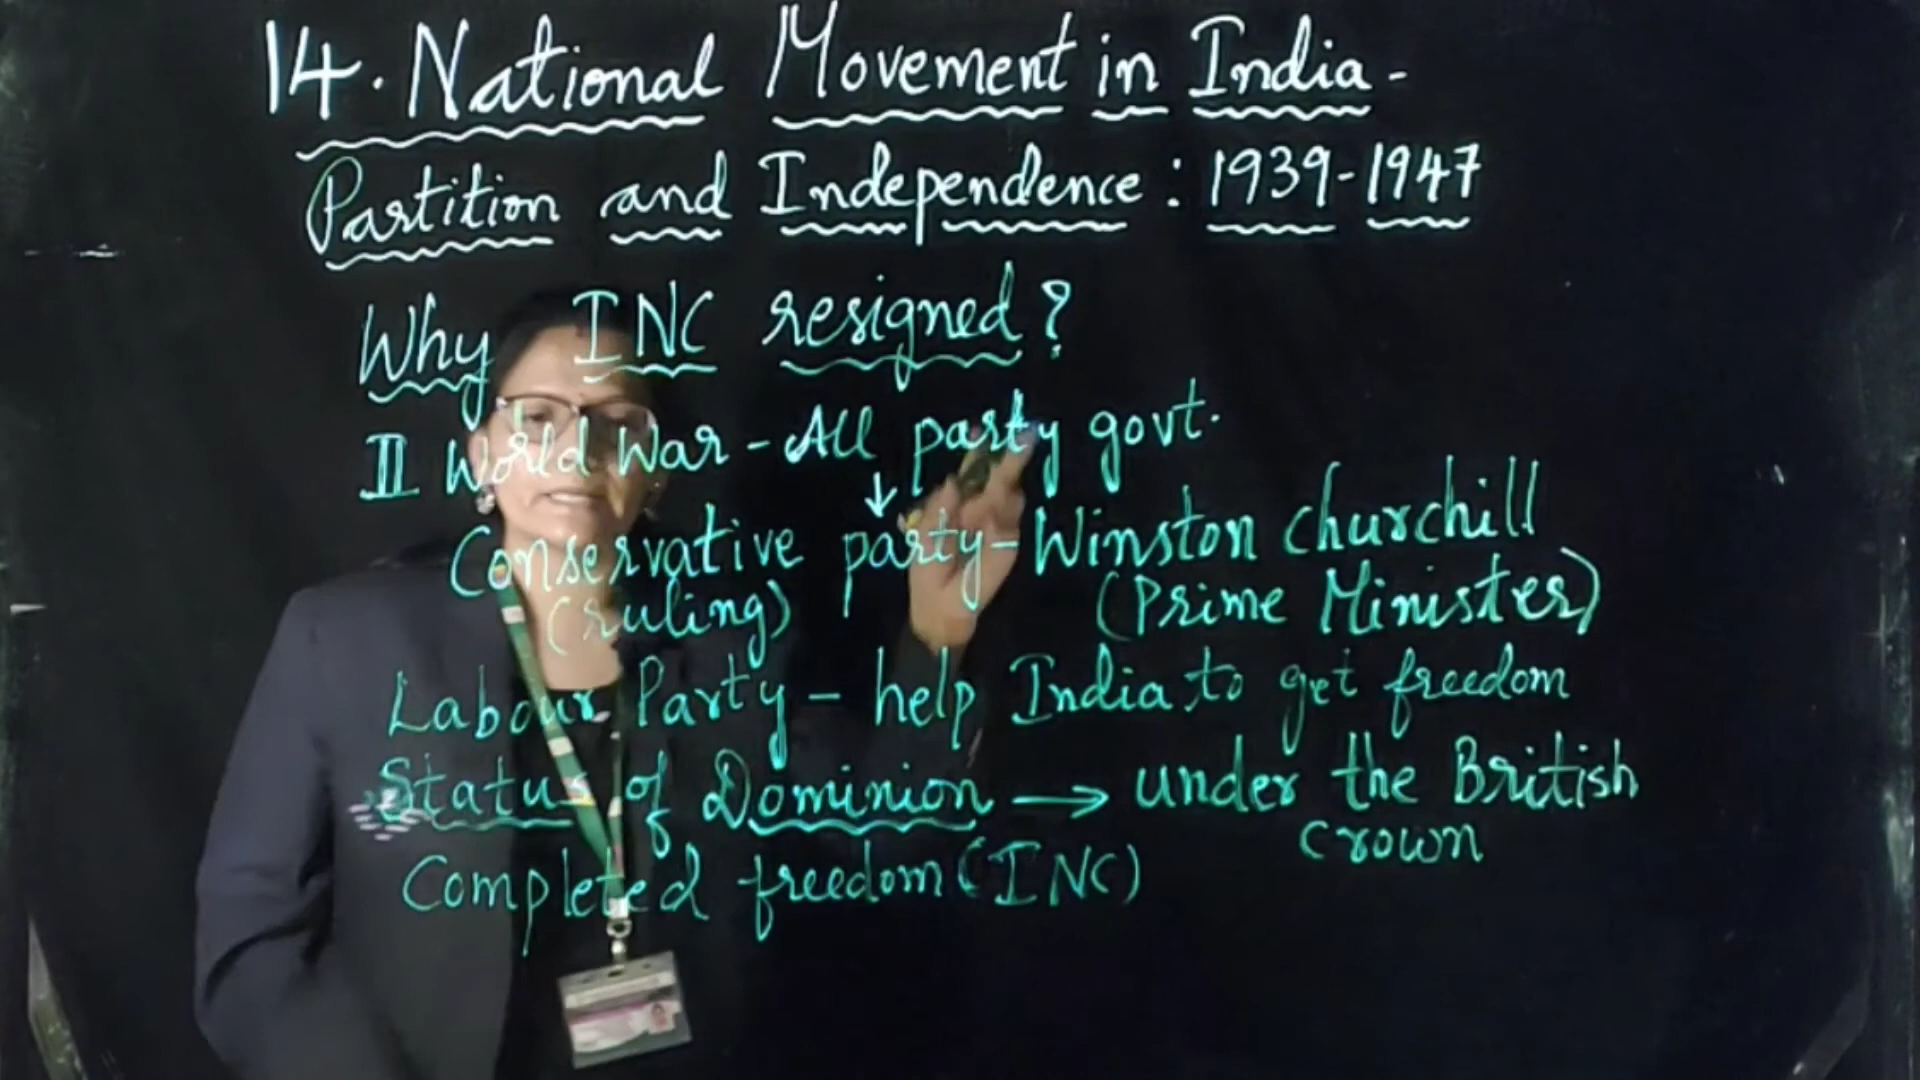 14. National Movement in India -
Partition and Independence : 1939-1947
Why INC resigned?
II World War - All party govt.
↓
Conservative party - Winston Churchill
(ruling) (Prime Minister)
Labour Party - help India to get freedom
Status of Dominion → under the British
crown
Completed freedom (INC)